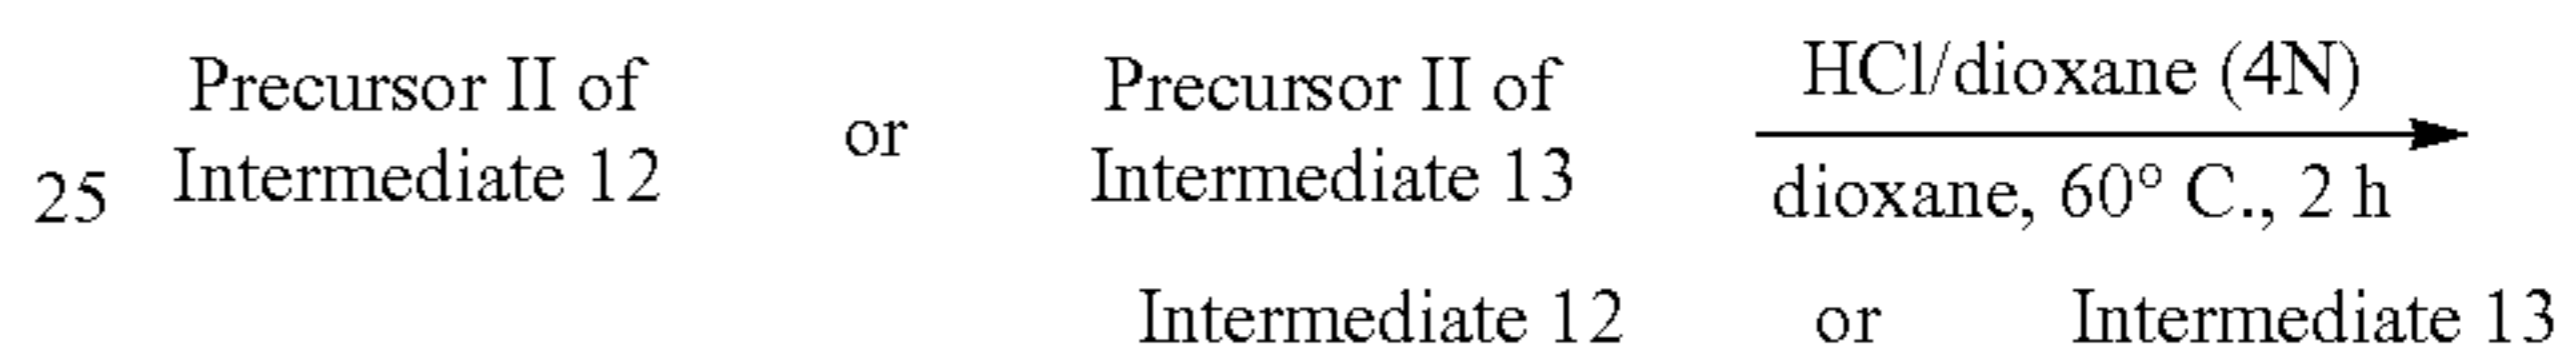 Precursor II of Precursor II of HCl/dioxane (4N)
or
25 Intermediate 12 Intermediate 13 dioxane, 60° C., 2 h
Intermediate 12 or Intermediate 13